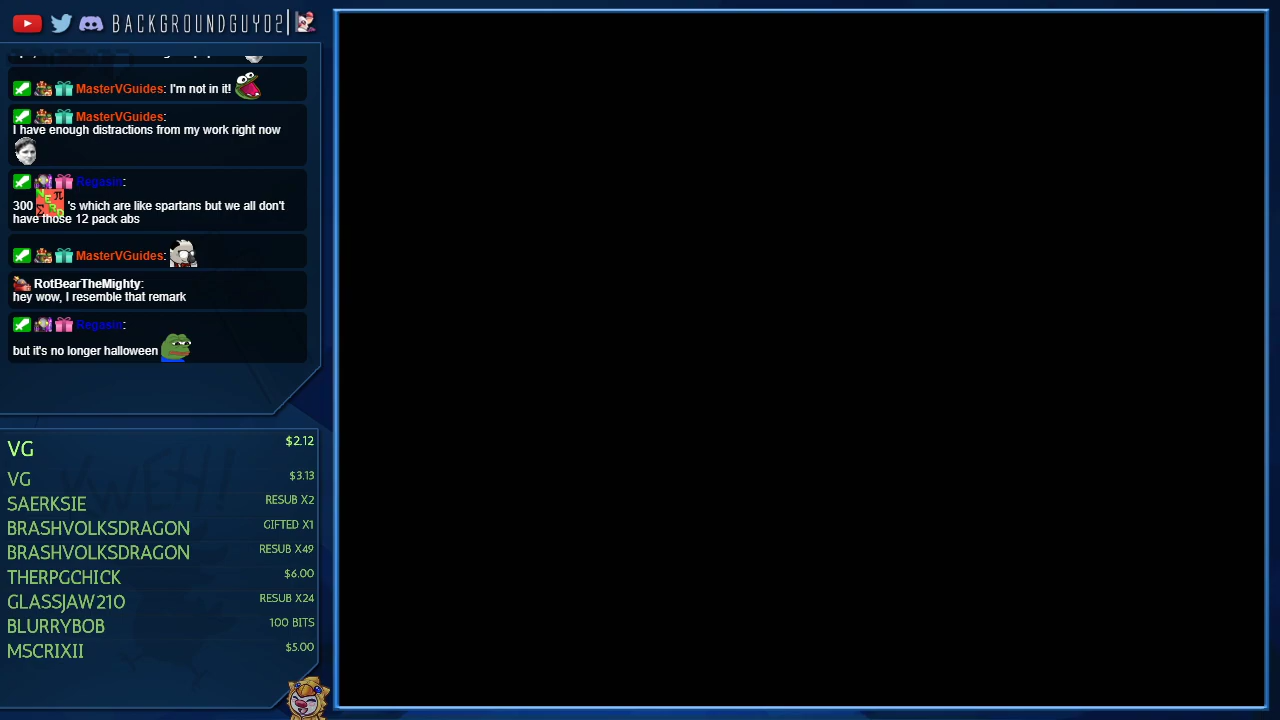 BACKGROUNDGUY02
MasterVGuides: I'm not in it!
MasterVGuides:
I have enough distractions from my work right now
Regasin:
300 's which are like spartans but we all don't
have those 12 pack abs
MasterVGuides:
RotBearTheMighty:
hey wow, I resemble that remark
Regasin:
but it's no longer halloween
VG $2.12
VG $3.13
SAERKSIE RESUB X2
BRASHVOLKSDRAGON GIFTED X1
BRASHVOLKSDRAGON RESUB X49
THERPGCHICK $6.00
GLASSJAW210 RESUB X24
BLURRYBOB 100 BITS
MSCRIXII $5.00